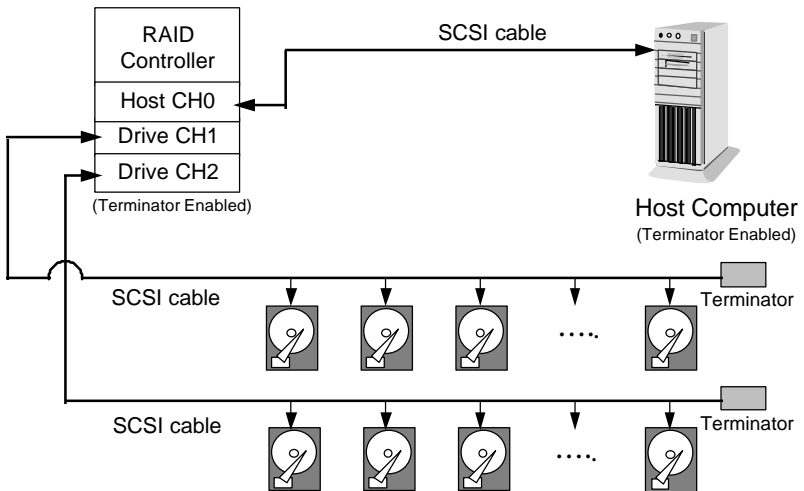 RAID
Controller
Host CH0
Drive CH1
Drive CH2
(Terminator Enabled)
SCSI cable
Host Computer
(Terminator Enabled)
SCSI cable
Terminator
....
SCSI cable
Terminator
....